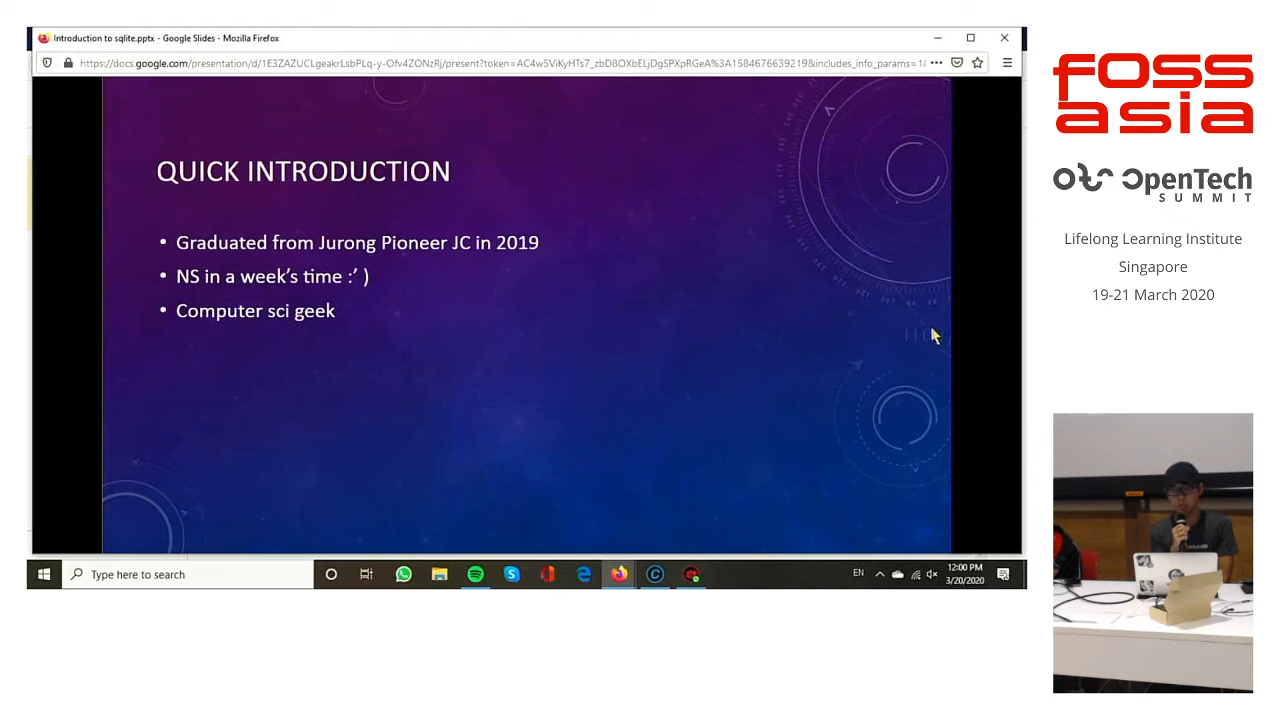 Introduction to sqlite.pptx - Google Slides - Mozilla Firefox
QUICK INTRODUCTION
• Graduated from Jurong Pioneer JC in 2019
• NS in a week's time :' )
• Computer sci geek
Type here to search
EN
12:00 PM
3/20/2020
FOSS
asia
OpenTech
SUMMIT
Lifelong Learning Institute
Singapore
19-21 March 2020